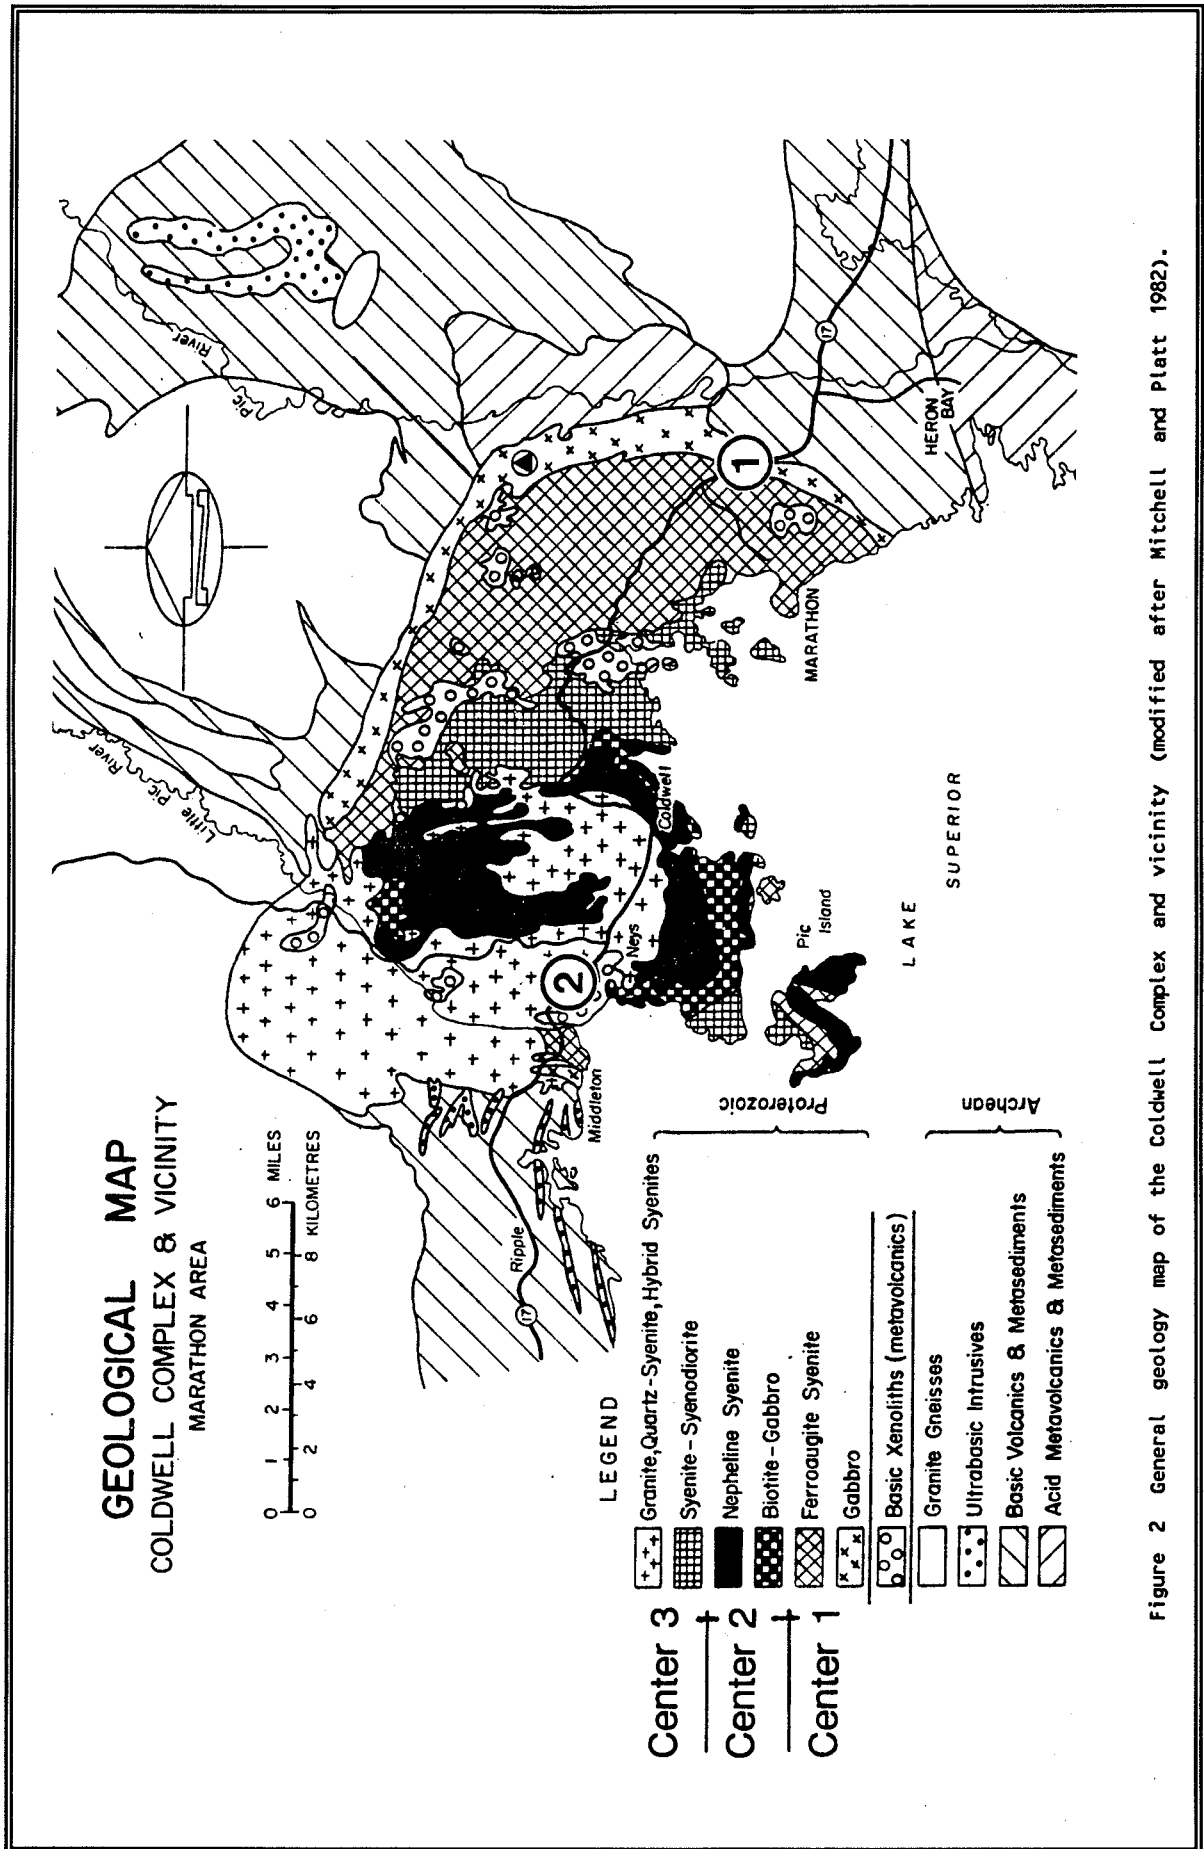 GEOLOGICAL MAP
COLDWELL COMPLEX & VICINITY
MARATHON AREA
0 1 2 3 4 5 6 MILES
0 2 4 6 8 KILOMETRES
River
Pic
River
Little Pic
17
Ripple
Middleton
2
Neys
Coldwell
1
17
HERON
BAY
MARATHON
Pic
Island
LAKE
SUPERIOR
LEGEND
Center 3
Center 2
Center 1
Granite, Quartz-Syenite, Hybrid Syenites
Syenite-Syenodiorite
Nepheline Syenite
Biotite-Gabbro
Ferroaugite Syenite
Gabbro
Basic Xenoliths (metavolcanics)
Granite Gneisses
Ultrabasic Intrusives
Basic Volcanics & Metasediments
Acid Metavolcanics & Metasediments
Proterozoic
Archean
Figure 2 General geology map of the Coldwell Complex and vicinity (modified after Mitchell and Platt 1982).